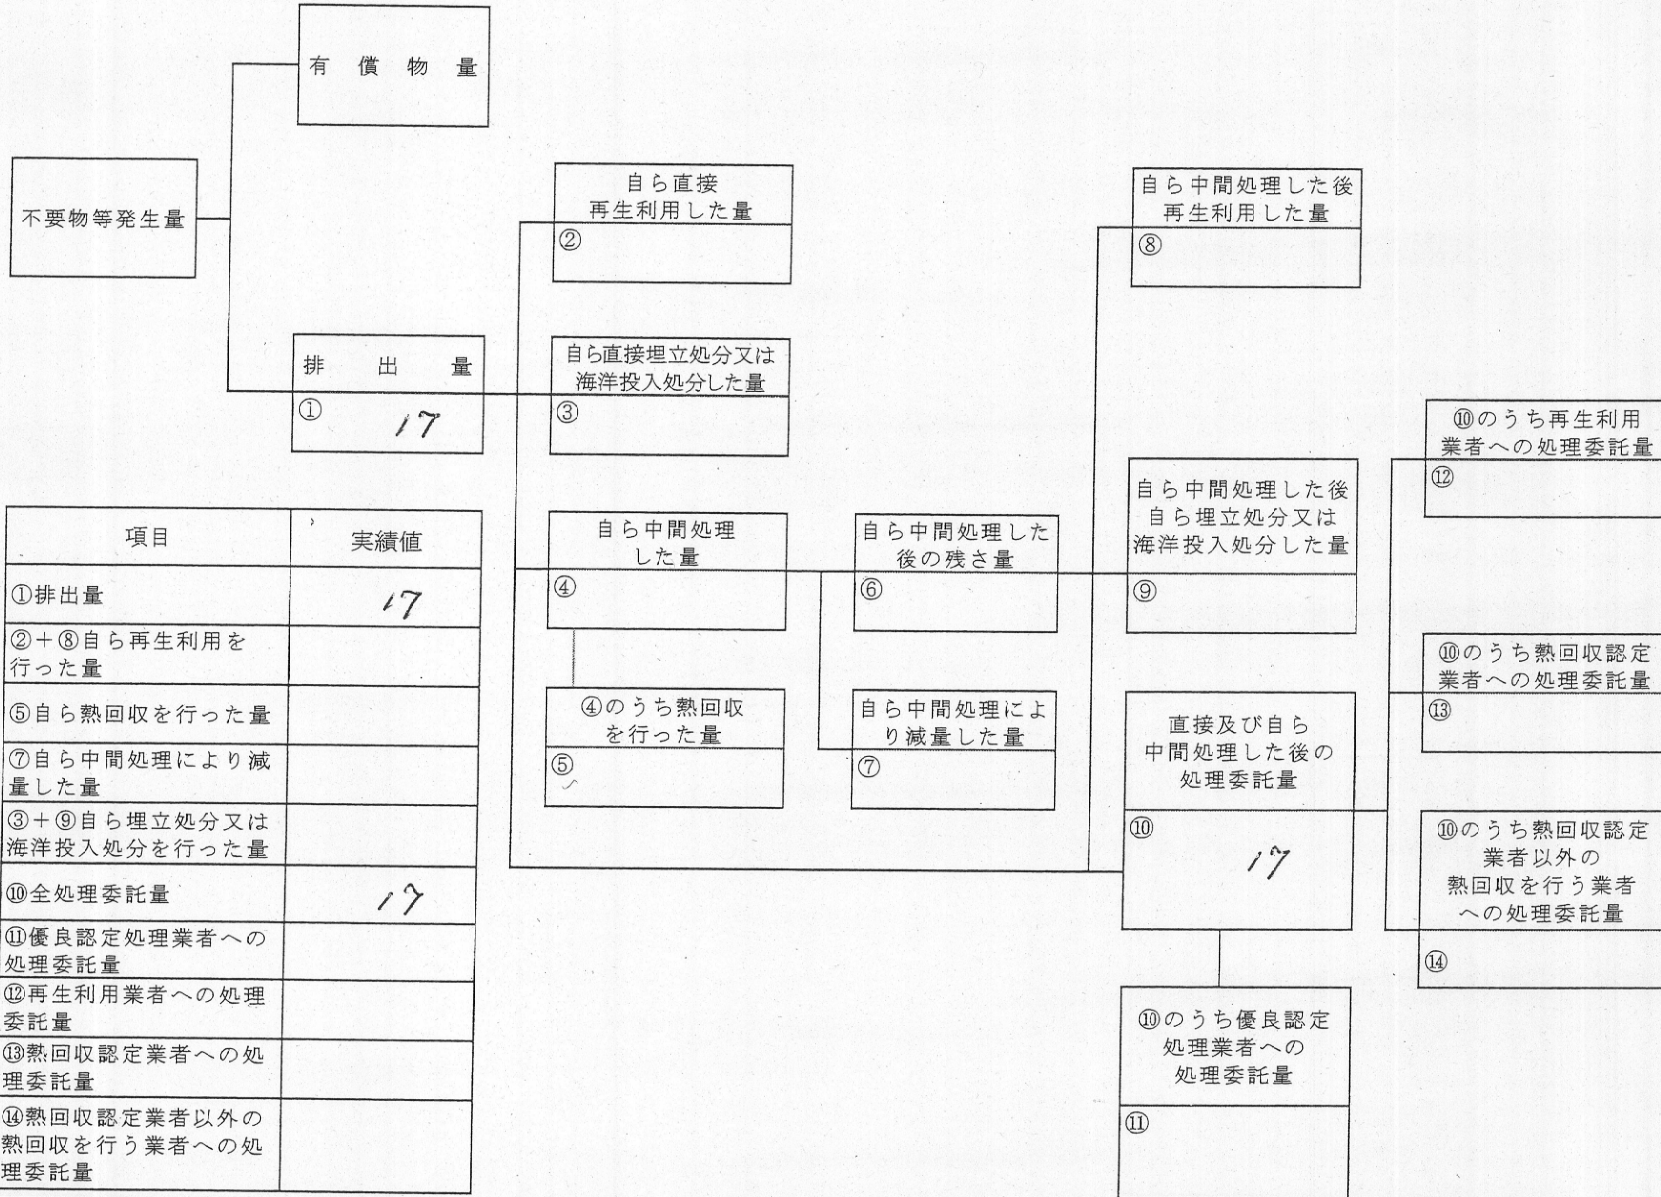 有償物量
不要物等発生量
排出量
① 17
自ら直接
再生利用した量
②
自ら直接埋立処分又は
海洋投入処分した量
③
自ら中間処理
した量
④
④のうち熱回収
を行った量
⑤
自ら中間処理した
後の残さ量
⑥
自ら中間処理によ
り減量した量
⑦
自ら中間処理した後
再生利用した量
⑧
自ら中間処理した後
自ら埋立処分又は
海洋投入処分した量
⑨
直接及び自ら
中間処理した後の
処理委託量
⑩ 17
⑩のうち優良認定
処理業者への
処理委託量
⑪
⑩のうち再生利用
業者への処理委託量
⑫
⑩のうち熱回収認定
業者への処理委託量
⑬
⑩のうち熱回収認定
業者以外の
熱回収を行う業者
への処理委託量
⑭
項目 実績値
①排出量 17
②+⑧自ら再生利用を
行った量
⑤自ら熱回収を行った量
⑦自ら中間処理により減
量した量
③+⑨自ら埋立処分又は
海洋投入処分を行った量
⑩全処理委託量 17
⑪優良認定処理業者への
処理委託量
⑫再生利用業者への処理
委託量
⑬熱回収認定業者への処
理委託量
⑭熱回収認定業者以外の
熱回収を行う業者への処
理委託量